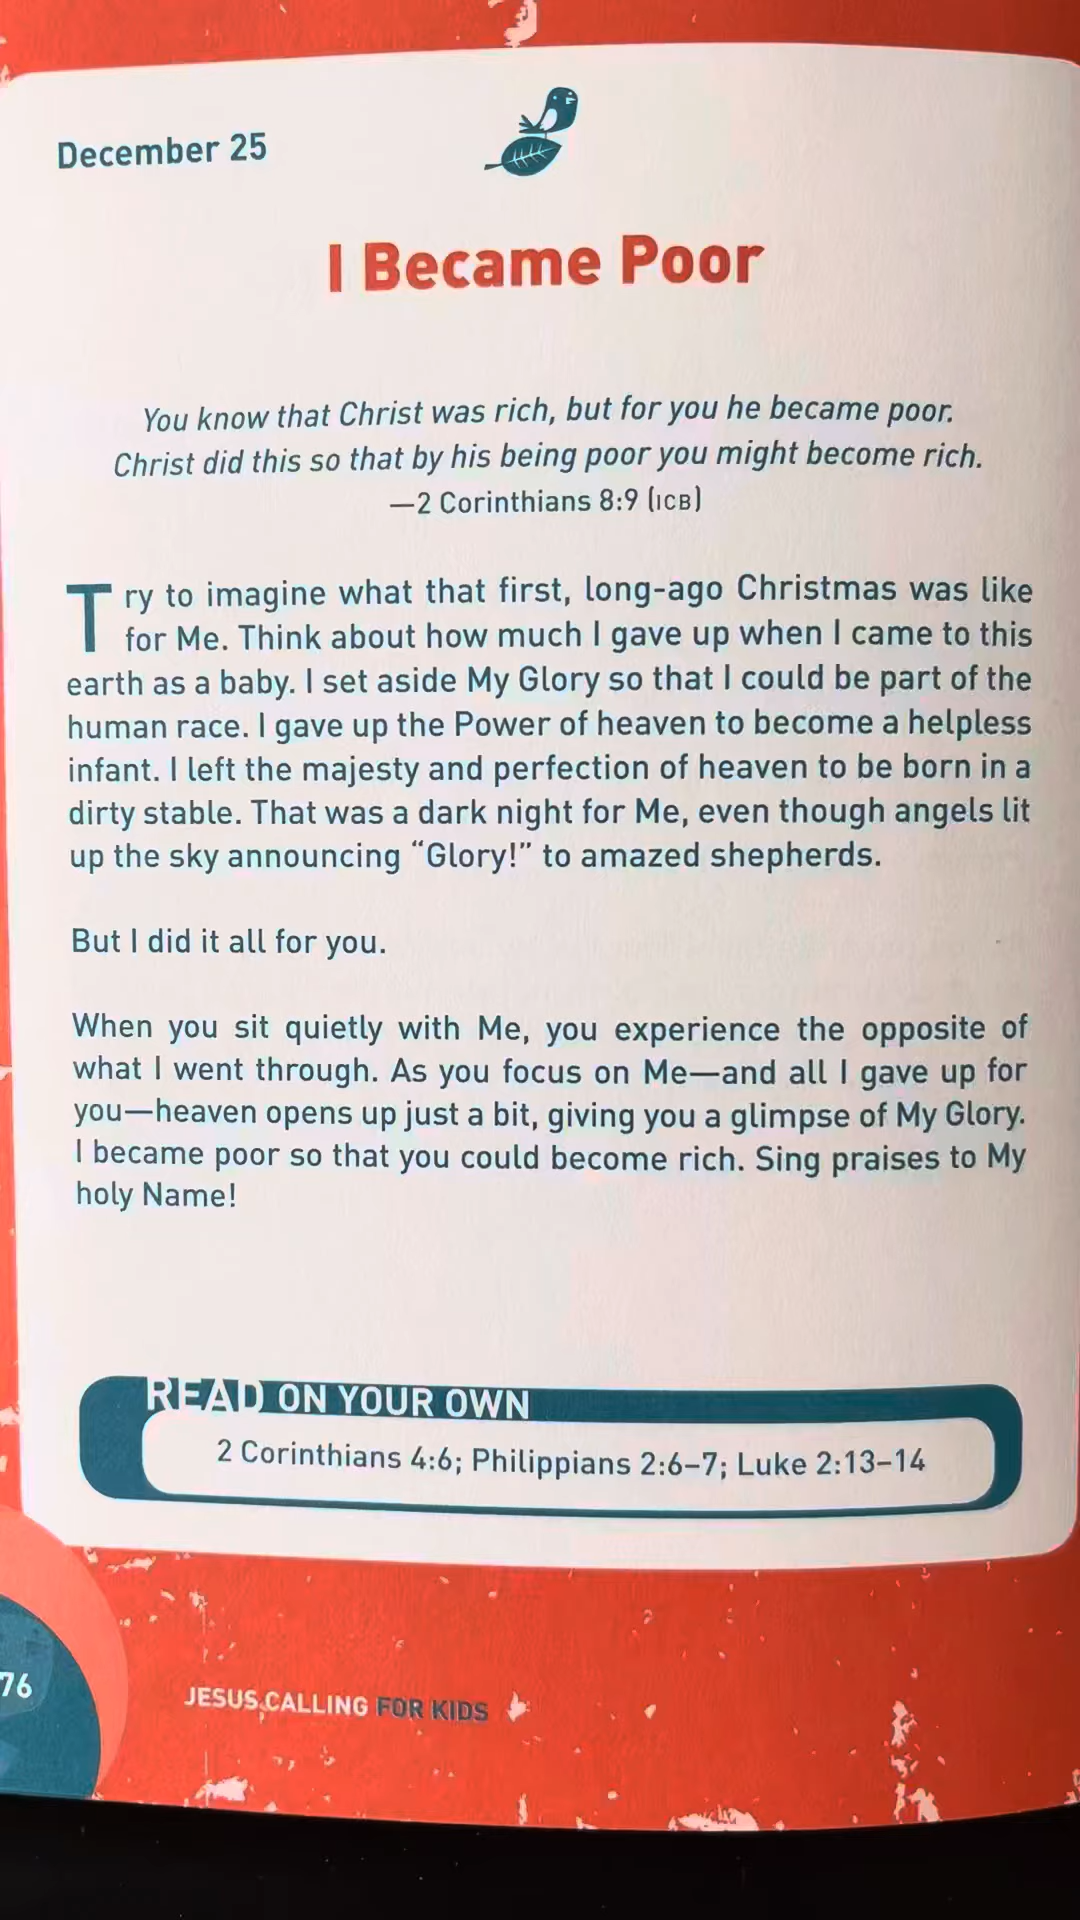 December 25
I Became Poor
You know that Christ was rich, but for you he became poor.
Christ did this so that by his being poor you might become rich.
—2 Corinthians 8:9 (ICB)
Try to imagine what that first, long-ago Christmas was like
for Me. Think about how much I gave up when I came to this
earth as a baby. I set aside My Glory so that I could be part of the
human race. I gave up the Power of heaven to become a helpless
infant. I left the majesty and perfection of heaven to be born in a
dirty stable. That was a dark night for Me, even though angels lit
up the sky announcing “Glory!” to amazed shepherds.
But I did it all for you.
When you sit quietly with Me, you experience the opposite of
what I went through. As you focus on Me—and all I gave up for
you—heaven opens up just a bit, giving you a glimpse of My Glory.
I became poor so that you could become rich. Sing praises to My
holy Name!
READ ON YOUR OWN
2 Corinthians 4:6; Philippians 2:6–7; Luke 2:13–14
76
JESUS CALLING FOR KIDS